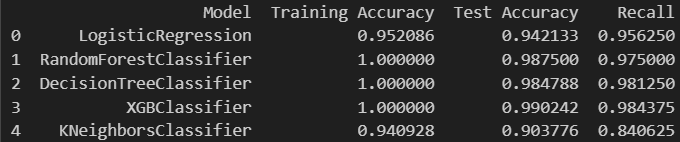 Model Training Accuracy Test Accuracy Recall
0 LogisticRegression 0.952086 0.942133 0.956250
1 RandomForestClassifier 1.000000 0.987500 0.975000
2 DecisionTreeClassifier 1.000000 0.984788 0.981250
3 XGBClassifier 1.000000 0.990242 0.984375
4 KNeighborsClassifier 0.940928 0.903776 0.840625